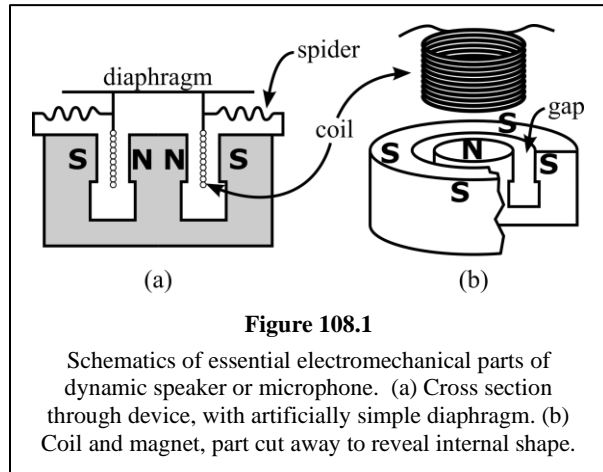 diaphragm
spider
coil
gap
S N N S
S
S N S
S
(a)
(b)
Figure 108.1
Schematics of essential electromechanical parts of
dynamic speaker or microphone. (a) Cross section
through device, with artificially simple diaphragm. (b)
Coil and magnet, part cut away to reveal internal shape.